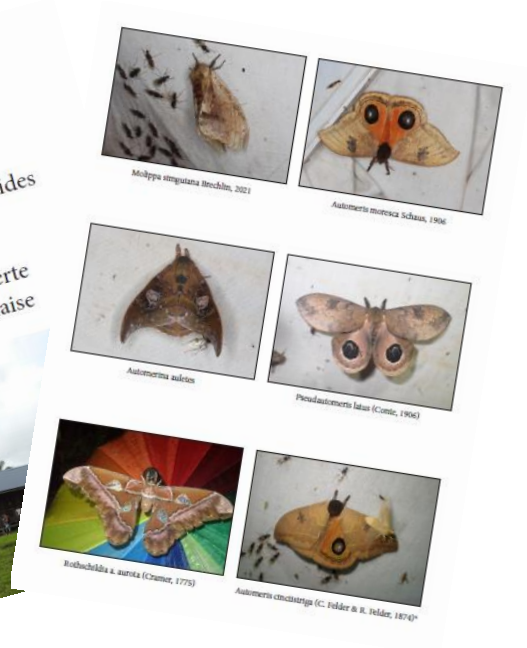 ides
erte
aise
Molippa simgutana Brechlin, 2021
Automeris moresca Schaus, 1906
Automerina auletes
Pseudautomeris latus (Conte, 1906)
Rothschildia a. aurota (Cramer, 1775)
Automeris cinctistriga (C. Felder & R. Felder, 1874)*